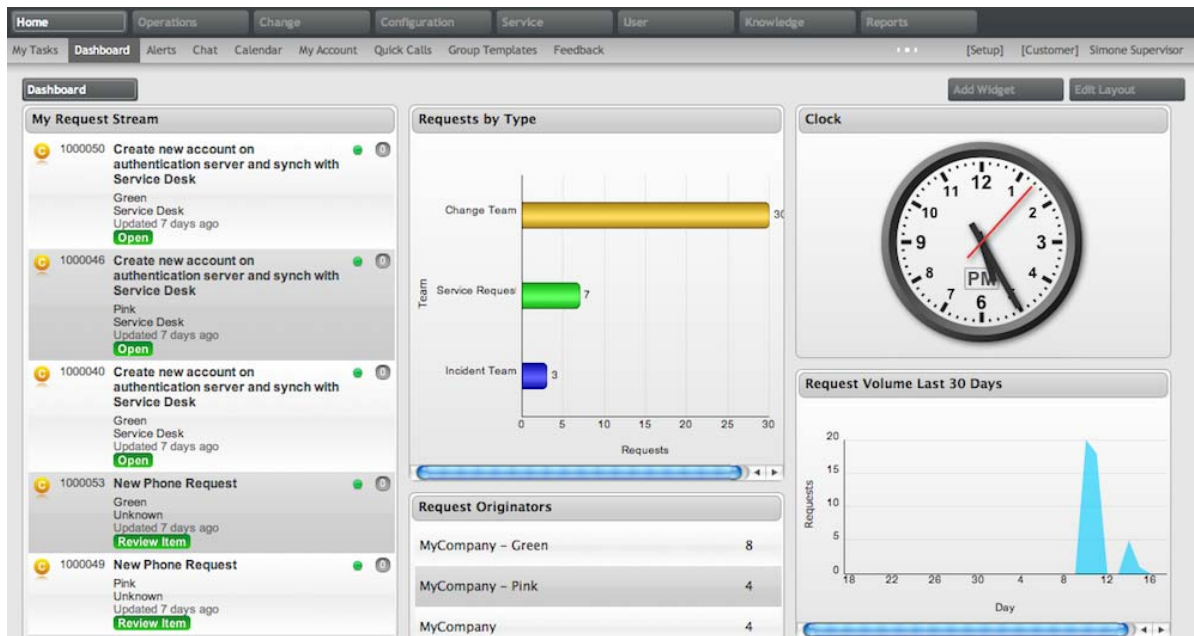 Home Operations Change Configuration Service User Knowledge Reports
My Tasks Dashboard Alerts Chat Calendar My Account Quick Calls Group Templates Feedback [Setup] [Customer] Simone Supervisor
Dashboard Add Widget Edit Layout
My Request Stream
C 1000050 Create new account on 0
authentication server and synch with
Service Desk
Green
Service Desk
Updated 7 days ago
Open
C 1000046 Create new account on 0
authentication server and synch with
Service Desk
Pink
Service Desk
Updated 7 days ago
Open
C 1000040 Create new account on 0
authentication server and synch with
Service Desk
Green
Service Desk
Updated 7 days ago
Open
C 1000053 New Phone Request 0
Green
Unknown
Updated 7 days ago
Review Item
C 1000049 New Phone Request 0
Pink
Unknown
Updated 7 days ago
Review Item
Requests by Type
Team
Change Team 30
Service Reques 7
Incident Team 3
0 5 10 15 20 25 30
Requests
Request Originators
MyCompany - Green 8
MyCompany - Pink 4
MyCompany 4
Clock
12 1 2 3 4 5 6 7 8 9 10 11
PM
Request Volume Last 30 Days
Requests
20
15
10
5
0
18 22 26 30 4 8 12 16
Day